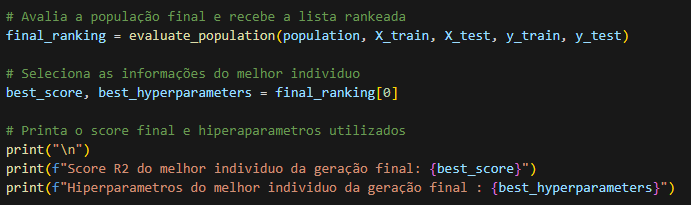 # Avalia a população final e recebe a lista rankeada
final_ranking = evaluate_population(population, X_train, X_test, y_train, y_test)
# Seleciona as informações do melhor individuo
best_score, best_hyperparameters = final_ranking[0]
# Printa o score final e hiperaparametros utilizados
print("\n")
print(f"Score R2 do melhor individuo da geração final: {best_score}")
print(f"Hiperparametros do melhor individuo da geração final : {best_hyperparameters}")